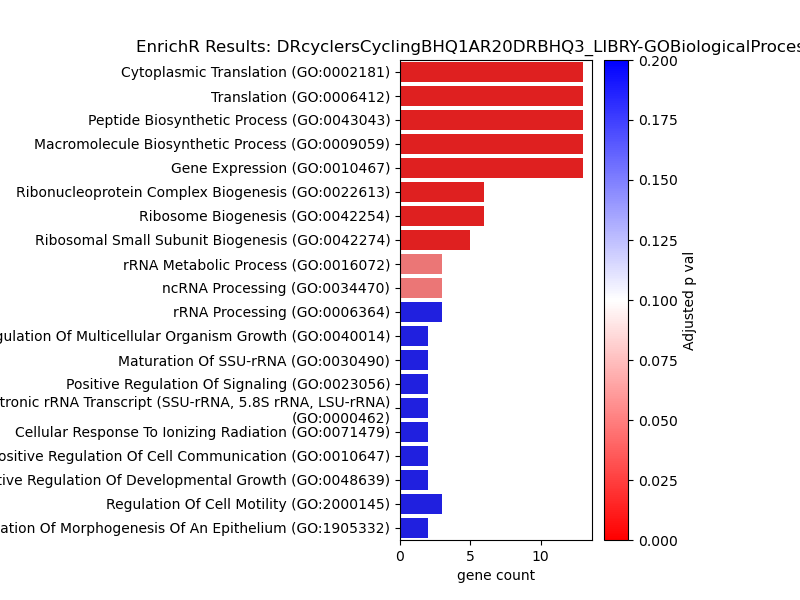 EnrichR Results: DRcyclersCyclingBHQ1AR20DRBHQ3_LIBRY-GOBiologicalProces
Cytoplasmic Translation (GO:0002181)
Translation (GO:0006412)
Peptide Biosynthetic Process (GO:0043043)
Macromolecule Biosynthetic Process (GO:0009059)
Gene Expression (GO:0010467)
Ribonucleoprotein Complex Biogenesis (GO:0022613)
Ribosome Biogenesis (GO:0042254)
Ribosomal Small Subunit Biogenesis (GO:0042274)
rRNA Metabolic Process (GO:0016072)
ncRNA Processing (GO:0034470)
rRNA Processing (GO:0006364)
gulation Of Multicellular Organism Growth (GO:0040014)
Maturation Of SSU-rRNA (GO:0030490)
Positive Regulation Of Signaling (GO:0023056)
tronic rRNA Transcript (SSU-rRNA, 5.8S rRNA, LSU-rRNA)
(GO:0000462)
Cellular Response To Ionizing Radiation (GO:0071479)
ositive Regulation Of Cell Communication (GO:0010647)
tive Regulation Of Developmental Growth (GO:0048639)
Regulation Of Cell Motility (GO:2000145)
ation Of Morphogenesis Of An Epithelium (GO:1905332)
0 5 10
gene count
0.200
0.175
0.150
0.125
0.100
0.075
0.050
0.025
0.000
Adjusted p val